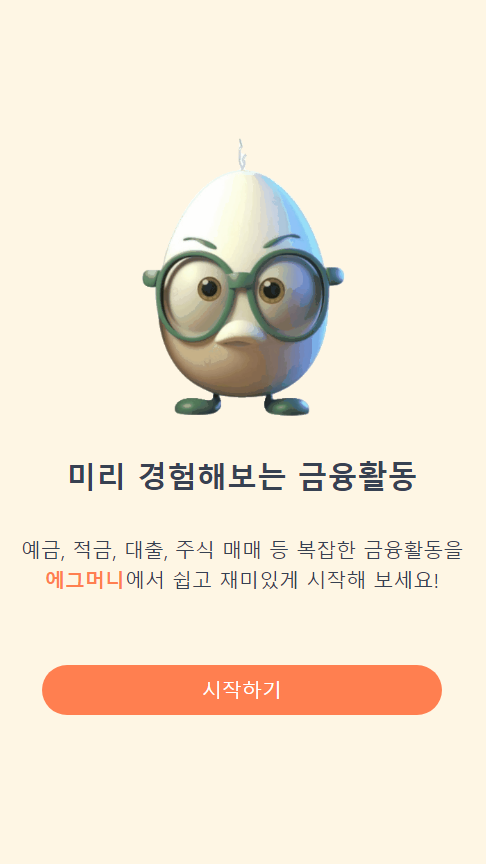 미리 경험해보는 금융활동
예금, 적금, 대출, 주식 매매 등 복잡한 금융활동을
에그머니에서 쉽고 재미있게 시작해 보세요!
시작하기